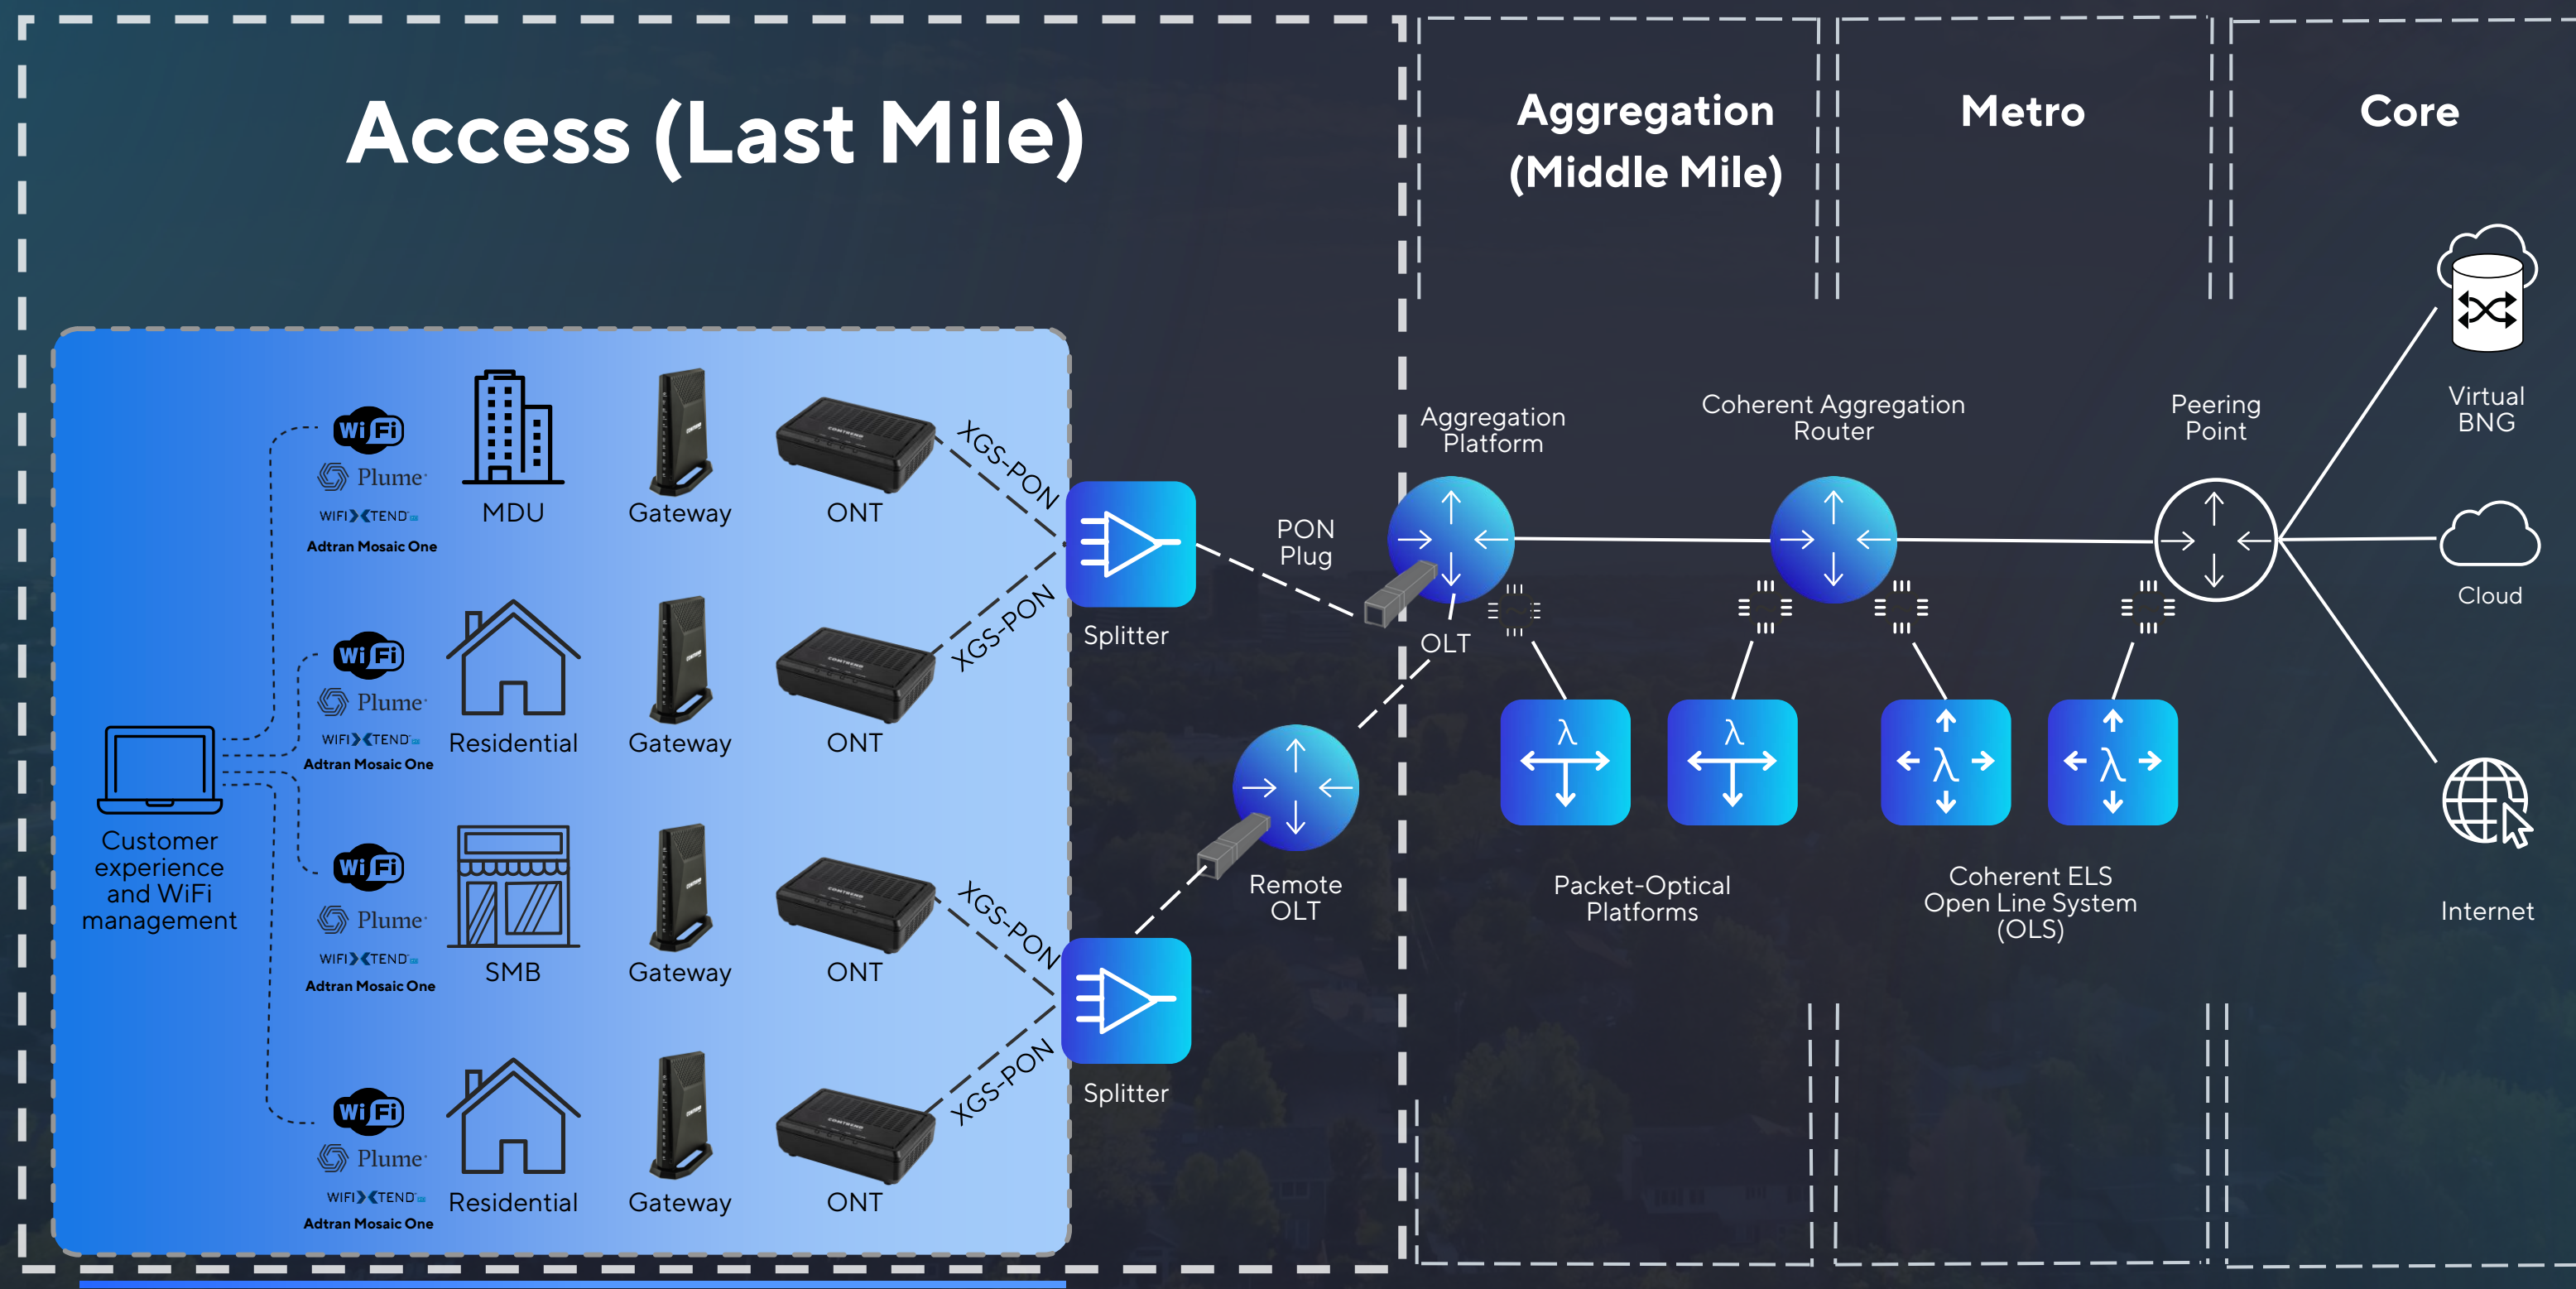 Access (Last Mile)
Aggregation
(Middle Mile)
Metro
Core
WiFi
Plume
WIFI XTEND
Adtran Mosaic One
MDU
Gateway
ONT
XGS-PON
WiFi
Plume
WIFI XTEND
Adtran Mosaic One
Residential
Gateway
ONT
XGS-PON
Customer
experience
and WiFi
management
WiFi
Plume
WIFI XTEND
Adtran Mosaic One
SMB
Gateway
ONT
XGS-PON
WiFi
Plume
WIFI XTEND
Adtran Mosaic One
Residential
Gateway
ONT
XGS-PON
Splitter
Splitter
PON
Plug
Remote
OLT
Aggregation
Platform
OLT
Coherent Aggregation
Router
Peering
Point
λ
λ
λ
λ
Packet-Optical
Platforms
Coherent ELS
Open Line System
(OLS)
Virtual
BNG
Cloud
Internet